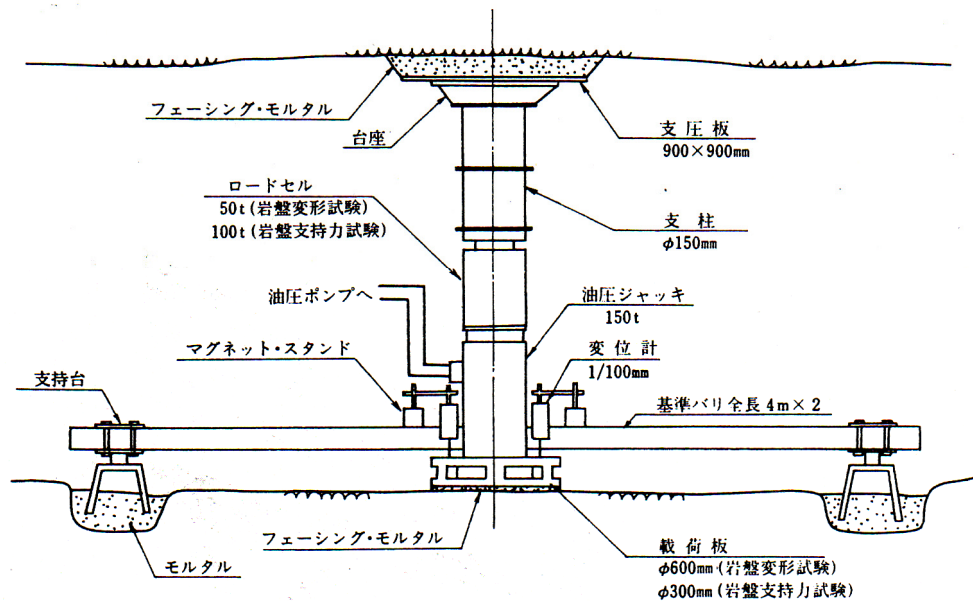 フェーシング・モルタル
台座
支圧板
900×900mm
ロードセル
50t(岩盤変形試験)
100t(岩盤支持力試験)
支柱
φ150mm
油圧ポンプへ
油圧ジャッキ
150t
マグネット・スタンド
変位計
1/100mm
支持台
基準バリ全長4m×2
フェーシング・モルタル
モルタル
載荷板
φ600mm(岩盤変形試験)
φ300mm(岩盤支持力試験)